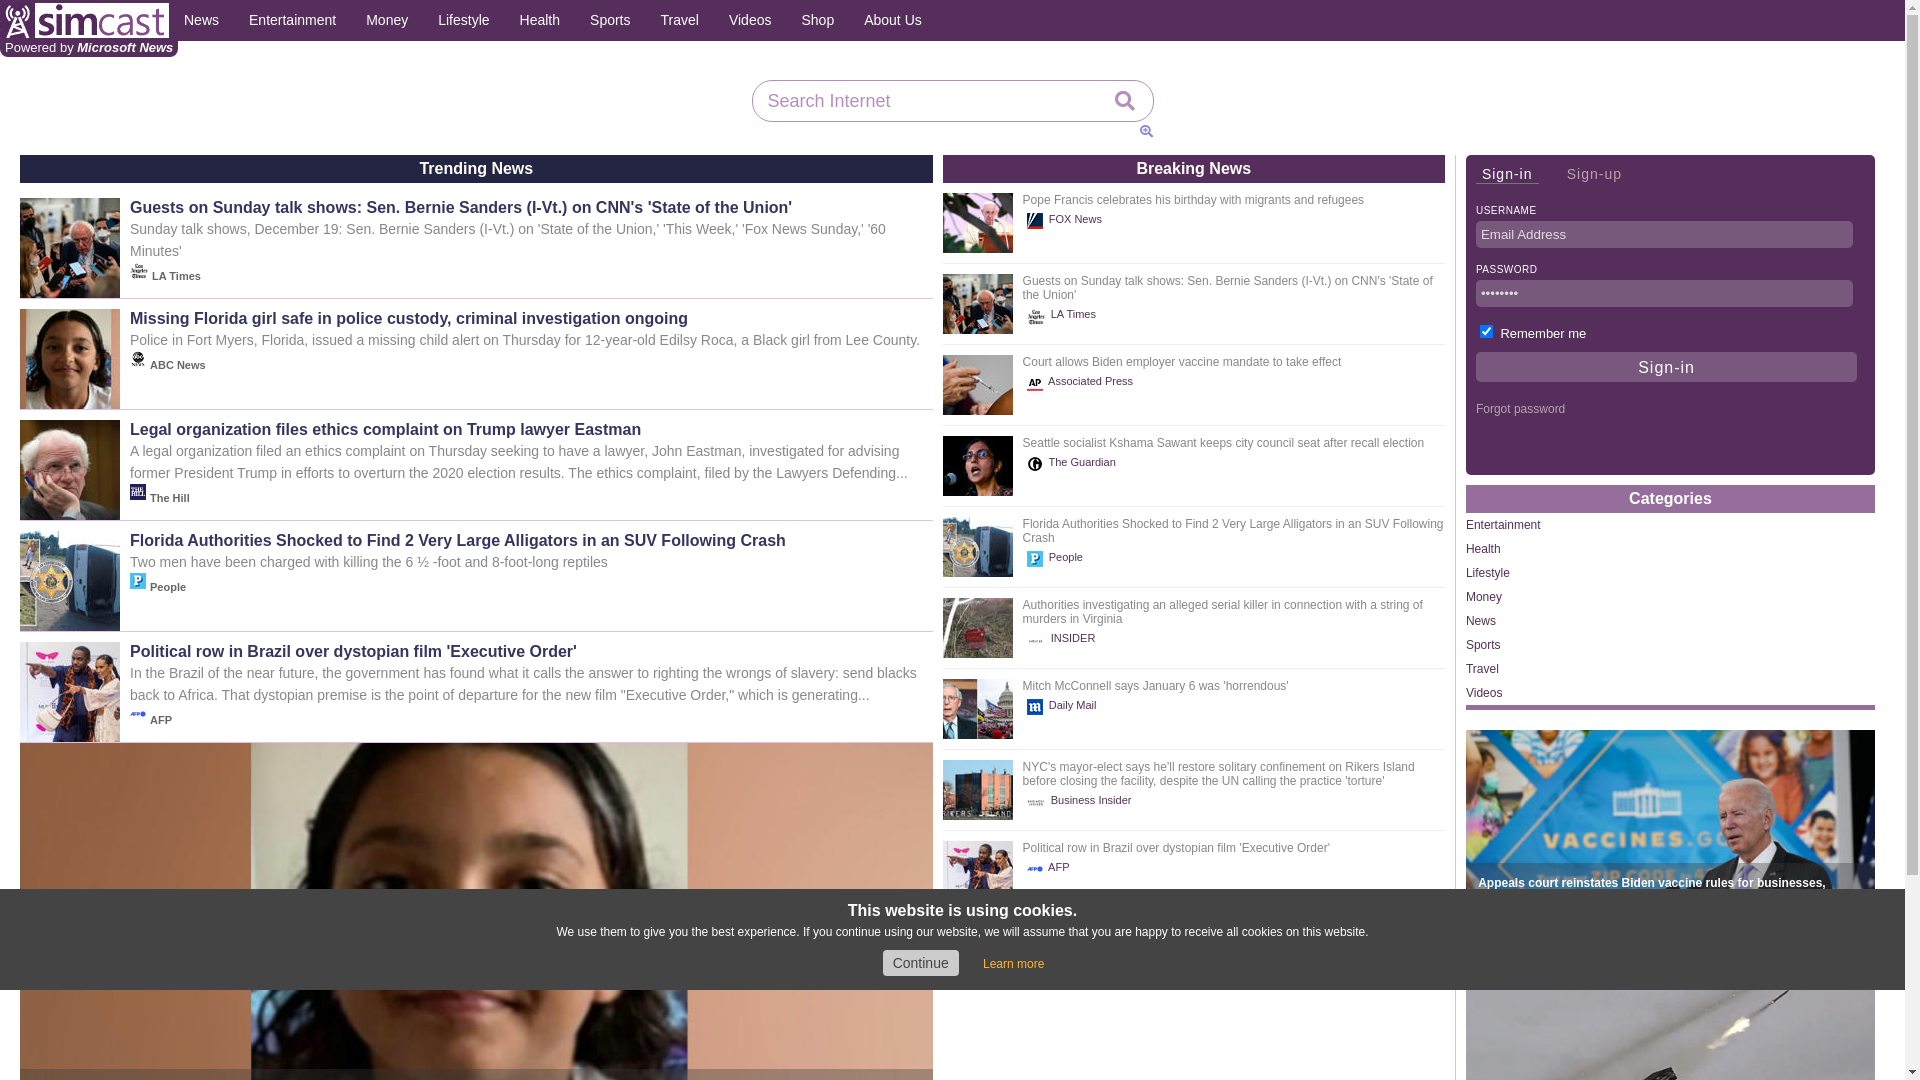 simcast
Powered by Microsoft News
News
Entertainment
Money
Lifestyle
Health
Sports
Travel
Videos
Shop
About Us
Search Internet
Trending News
Guests on Sunday talk shows: Sen. Bernie Sanders (I-Vt.) on CNN's 'State of the Union'
Sunday talk shows, December 19: Sen. Bernie Sanders (I-Vt.) on 'State of the Union,' 'This Week,' 'Fox News Sunday,' '60
Minutes'
LA Times
Missing Florida girl safe in police custody, criminal investigation ongoing
Police in Fort Myers, Florida, issued a missing child alert on Thursday for 12-year-old Edilsy Roca, a Black girl from Lee County.
ABC News
Legal organization files ethics complaint on Trump lawyer Eastman
A legal organization filed an ethics complaint on Thursday seeking to have a lawyer, John Eastman, investigated for advising
former President Trump in efforts to overturn the 2020 election results. The ethics complaint, filed by the Lawyers Defending...
THE HILL
The Hill
Florida Authorities Shocked to Find 2 Very Large Alligators in an SUV Following Crash
Two men have been charged with killing the 6 ½ -foot and 8-foot-long reptiles
P People
Political row in Brazil over dystopian film 'Executive Order'
In the Brazil of the near future, the government has found what it calls the answer to righting the wrongs of slavery: send blacks
back to Africa. That dystopian premise is the point of departure for the new film "Executive Order," which is generating...
AFP AFP
Breaking News
Pope Francis celebrates his birthday with migrants and refugees
FOX News
Guests on Sunday talk shows: Sen. Bernie Sanders (I-Vt.) on CNN's 'State of
the Union'
Los Angeles Times LA Times
Court allows Biden employer vaccine mandate to take effect
AP Associated Press
Seattle socialist Kshama Sawant keeps city council seat after recall election
G The Guardian
Florida Authorities Shocked to Find 2 Very Large Alligators in an SUV Following
Crash
P People
Authorities investigating an alleged serial killer in connection with a string of
murders in Virginia
INSIDER
Mitch McConnell says January 6 was 'horrendous'
m Daily Mail
NYC's mayor-elect says he'll restore solitary confinement on Rikers Island
before closing the facility, despite the UN calling the practice 'torture'
Business Insider
Political row in Brazil over dystopian film 'Executive Order'
AFP AFP
Sign-in
Sign-up
USERNAME
Email Address
PASSWORD
••••••••
Remember me
Sign-in
Forgot password
Categories
Entertainment
Health
Lifestyle
Money
News
Sports
Travel
Videos
VACCINES.GO
Appeals court reinstates Biden vaccine rules for businesses,
This website is using cookies.
We use them to give you the best experience. If you continue using our website, we will assume that you are happy to receive all cookies on this website.
Continue
Learn more